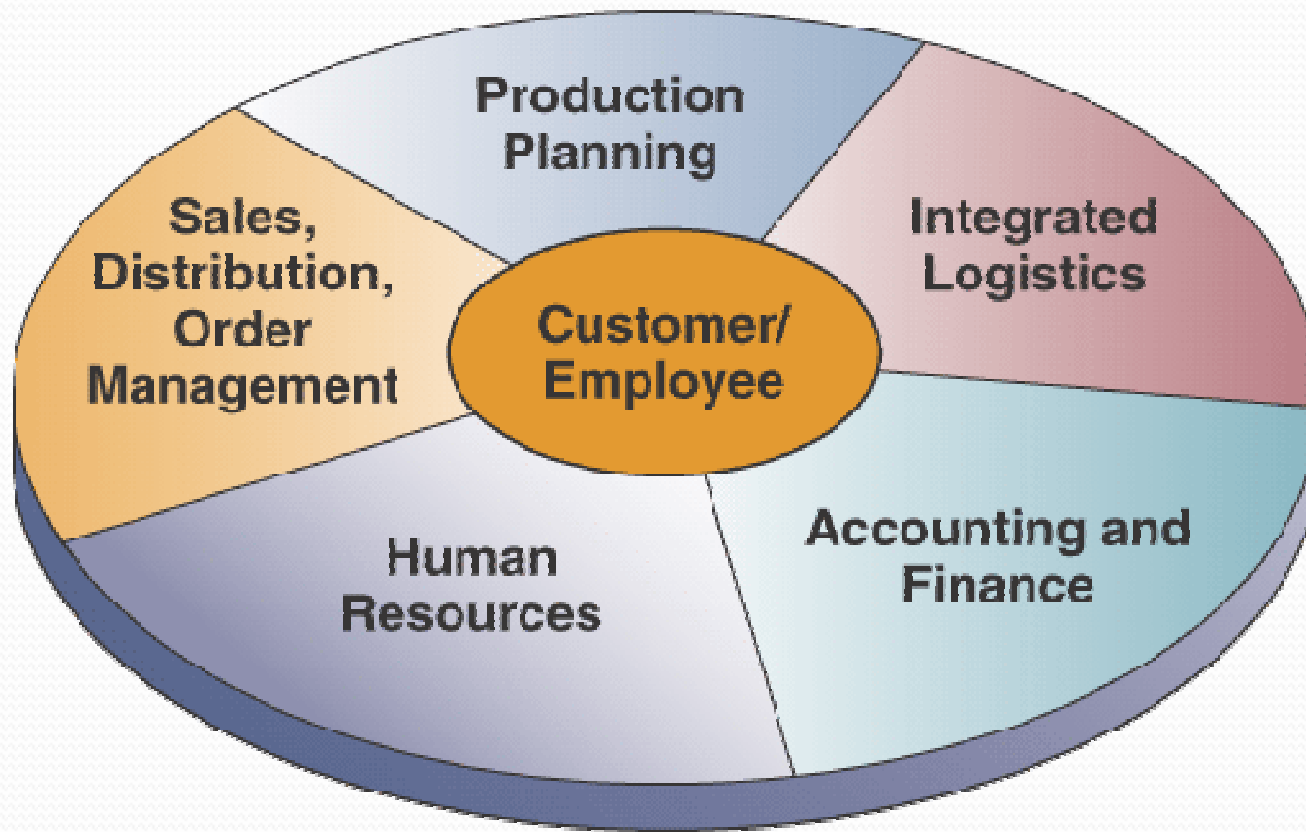 Production
Planning
Integrated
Logistics
Sales,
Distribution,
Order
Management
Customer/
Employee
Accounting and
Finance
Human
Resources